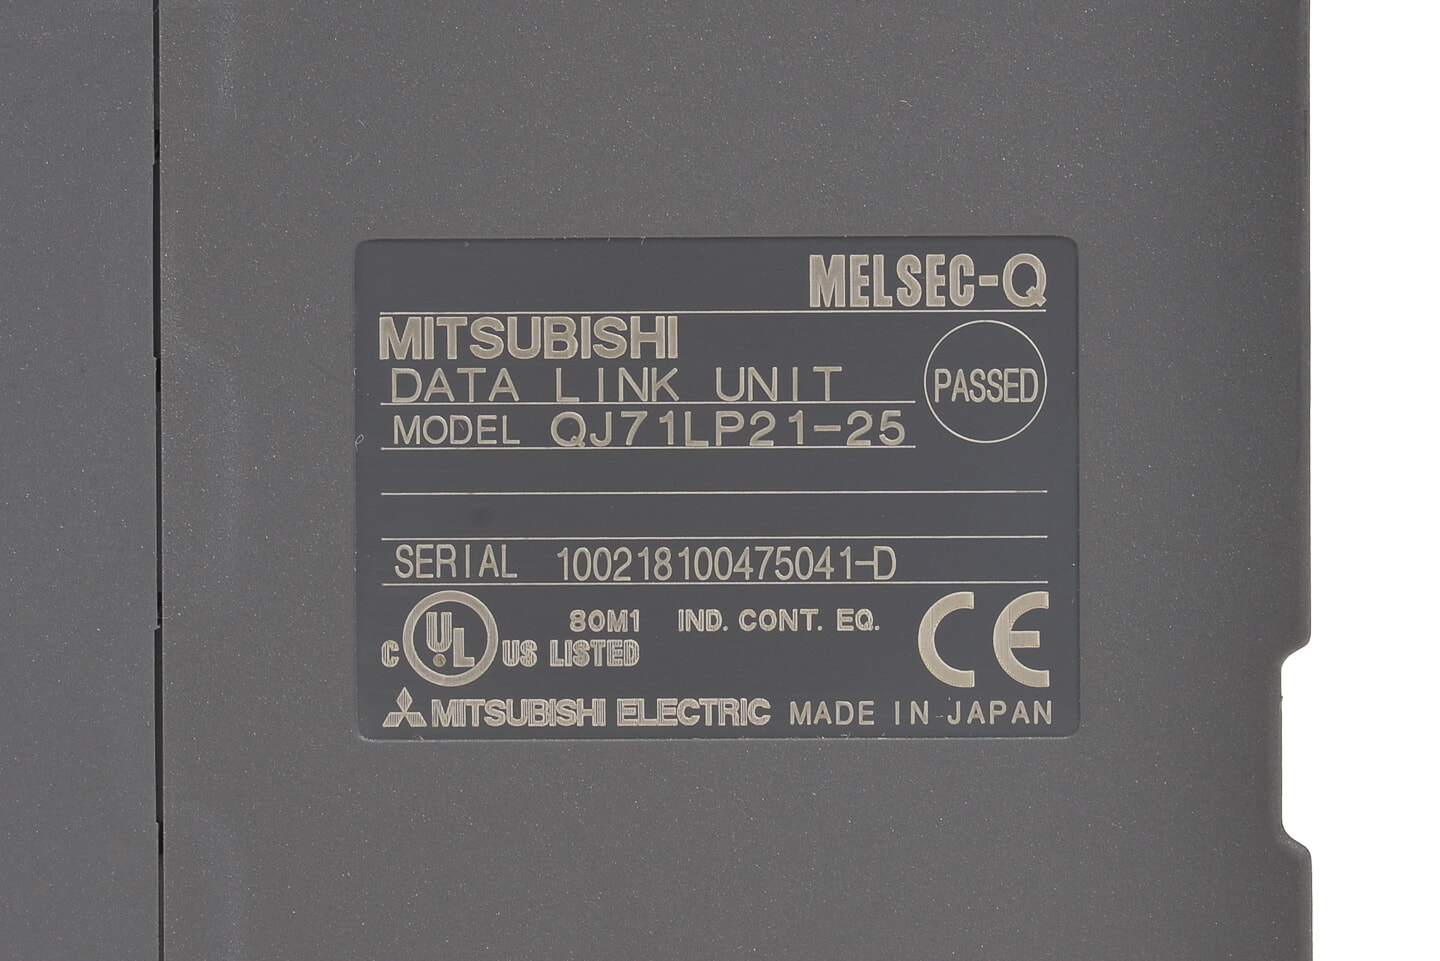 MELSEC-Q
MITSUBISHI
DATA LINK UNIT
PASSED
MODEL QJ71LP21-25
SERIAL 100218100475041-D
80M1 IND. CONT. EQ.
C UL US LISTED
CE
MITSUBISHI ELECTRIC MADE IN JAPAN